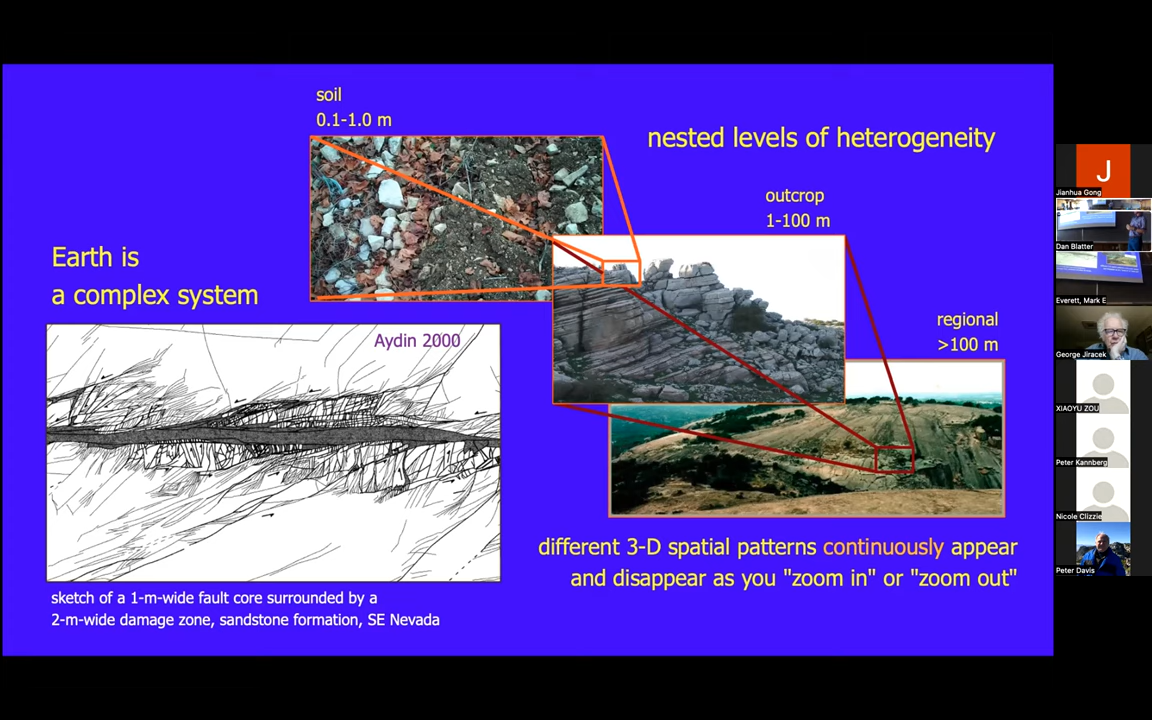 soil
0.1-1.0 m
nested levels of heterogeneity
outcrop
1-100 m
Earth is
a complex system
regional
>100 m
Aydin 2000
different 3-D spatial patterns continuously appear
and disappear as you "zoom in" or "zoom out"
sketch of a 1-m-wide fault core surrounded by a
2-m-wide damage zone, sandstone formation, SE Nevada
J
Jianhua Gong
Dan Blatter
Everett, Mark E
George Jiracek
XIAOYU ZOU
Peter Kannberg
Nicole Clizzie
Peter Davis